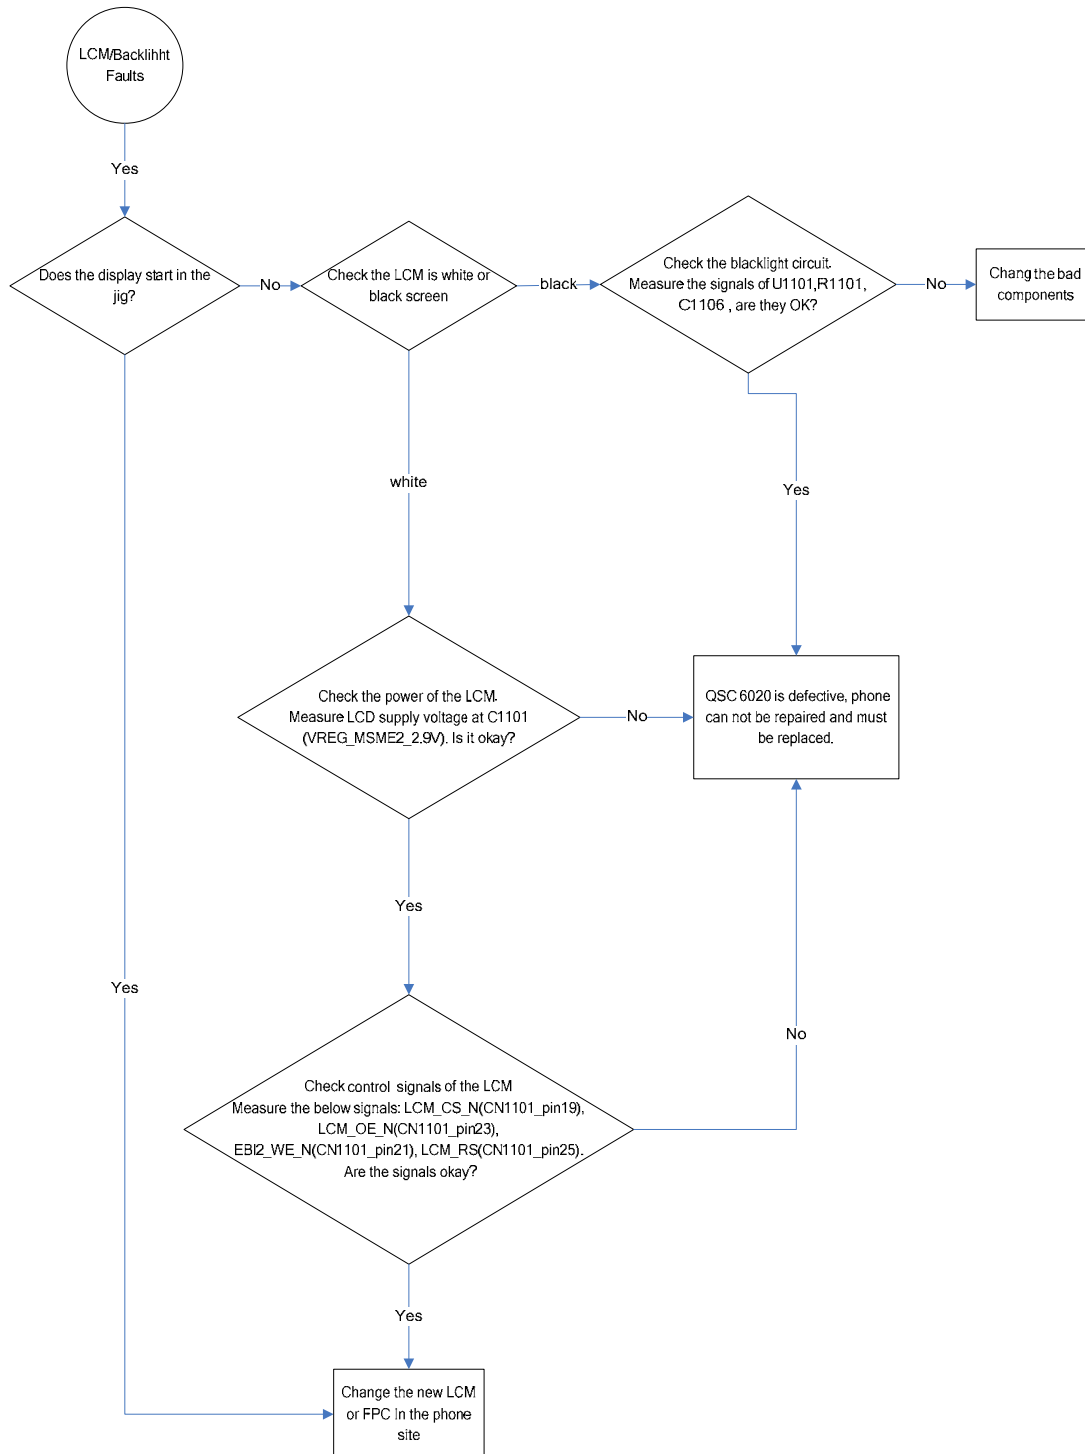 LCM/Backlihht
Faults
Yes
Does the display start in the
jig?
No
Check the LCM is white or
black screen
black
Check the blacklight circuit.
Measure the signals of U1101,R1101,
C1106 , are they OK?
No
Chang the bad
components
white
Yes
Check the power of the LCM.
Measure LCD supply voltage at C1101
(VREG_MSME2_2.9V). Is it okay?
No
QSC 6020 is defective, phone
can not be repaired and must
be replaced.
Yes
Yes
No
Check control signals of the LCM
Measure the below signals: LCM_CS_N(CN1101_pin19),
LCM_OE_N(CN1101_pin23),
EBI2_WE_N(CN1101_pin21), LCM_RS(CN1101_pin25).
Are the signals okay?
Yes
Change the new LCM
or FPC in the phone
site